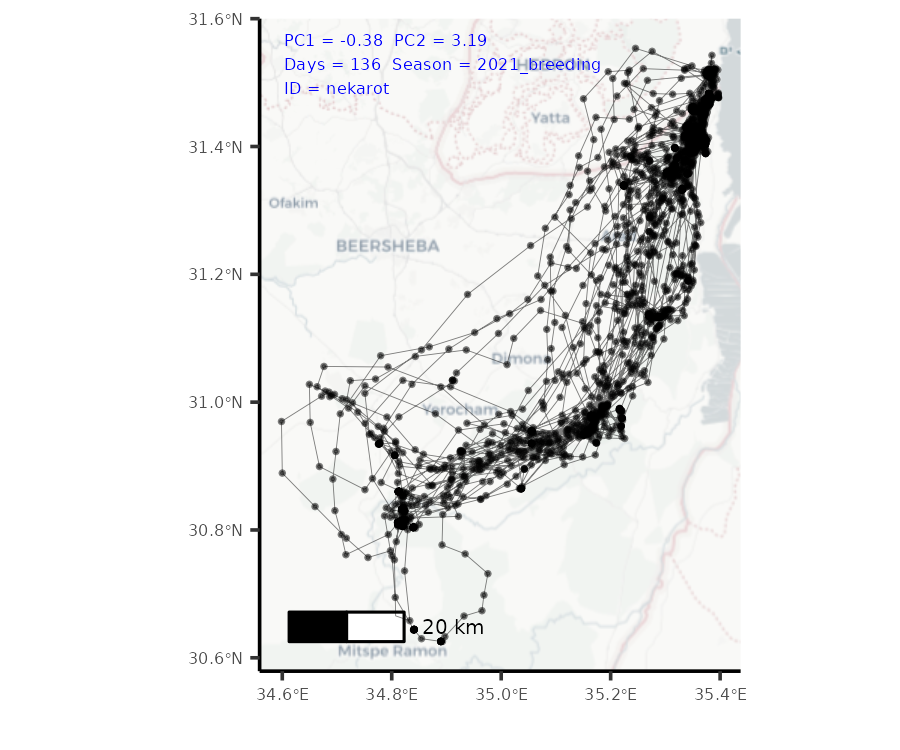 31.6°N
31.4°N
31.2°N
31.0°N
30.8°N
30.6°N
PC1 = -0.38 PC2 = 3.19
Days = 136 Season = 2021_breeding
ID = nekarot
HEBRON
Yatta
Ofakim
BEERSHEBA
Dimona
Yerocham
20 km
Mitspe Ramon
34.6°E 34.8°E 35.0°E 35.2°E 35.4°E